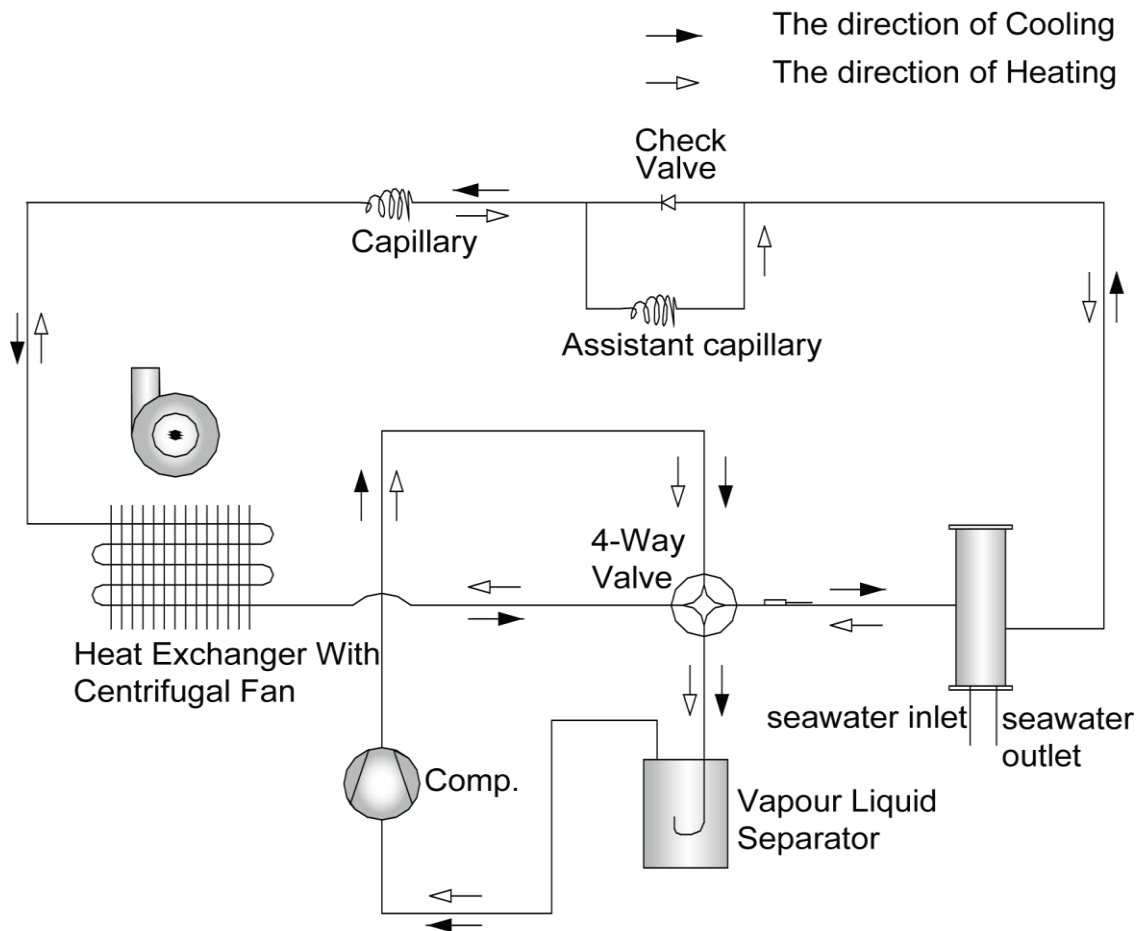 The direction of Cooling
The direction of Heating
Check
Valve
Capillary
Assistant capillary
4-Way
Valve
Heat Exchanger With
Centrifugal Fan
seawater inlet
seawater
outlet
Comp.
Vapour Liquid
Separator